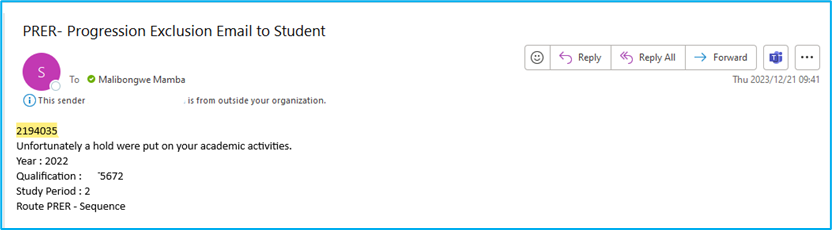 PRER- Progression Exclusion Email to Student
S
To Malibongwe Mamba
Reply
Reply All
Forward
Thu 2023/12/21 09:41
This sender . is from outside your organization.
2194035
Unfortunately a hold were put on your academic activities.
Year : 2022
Qualification : 5672
Study Period : 2
Route PRER - Sequence